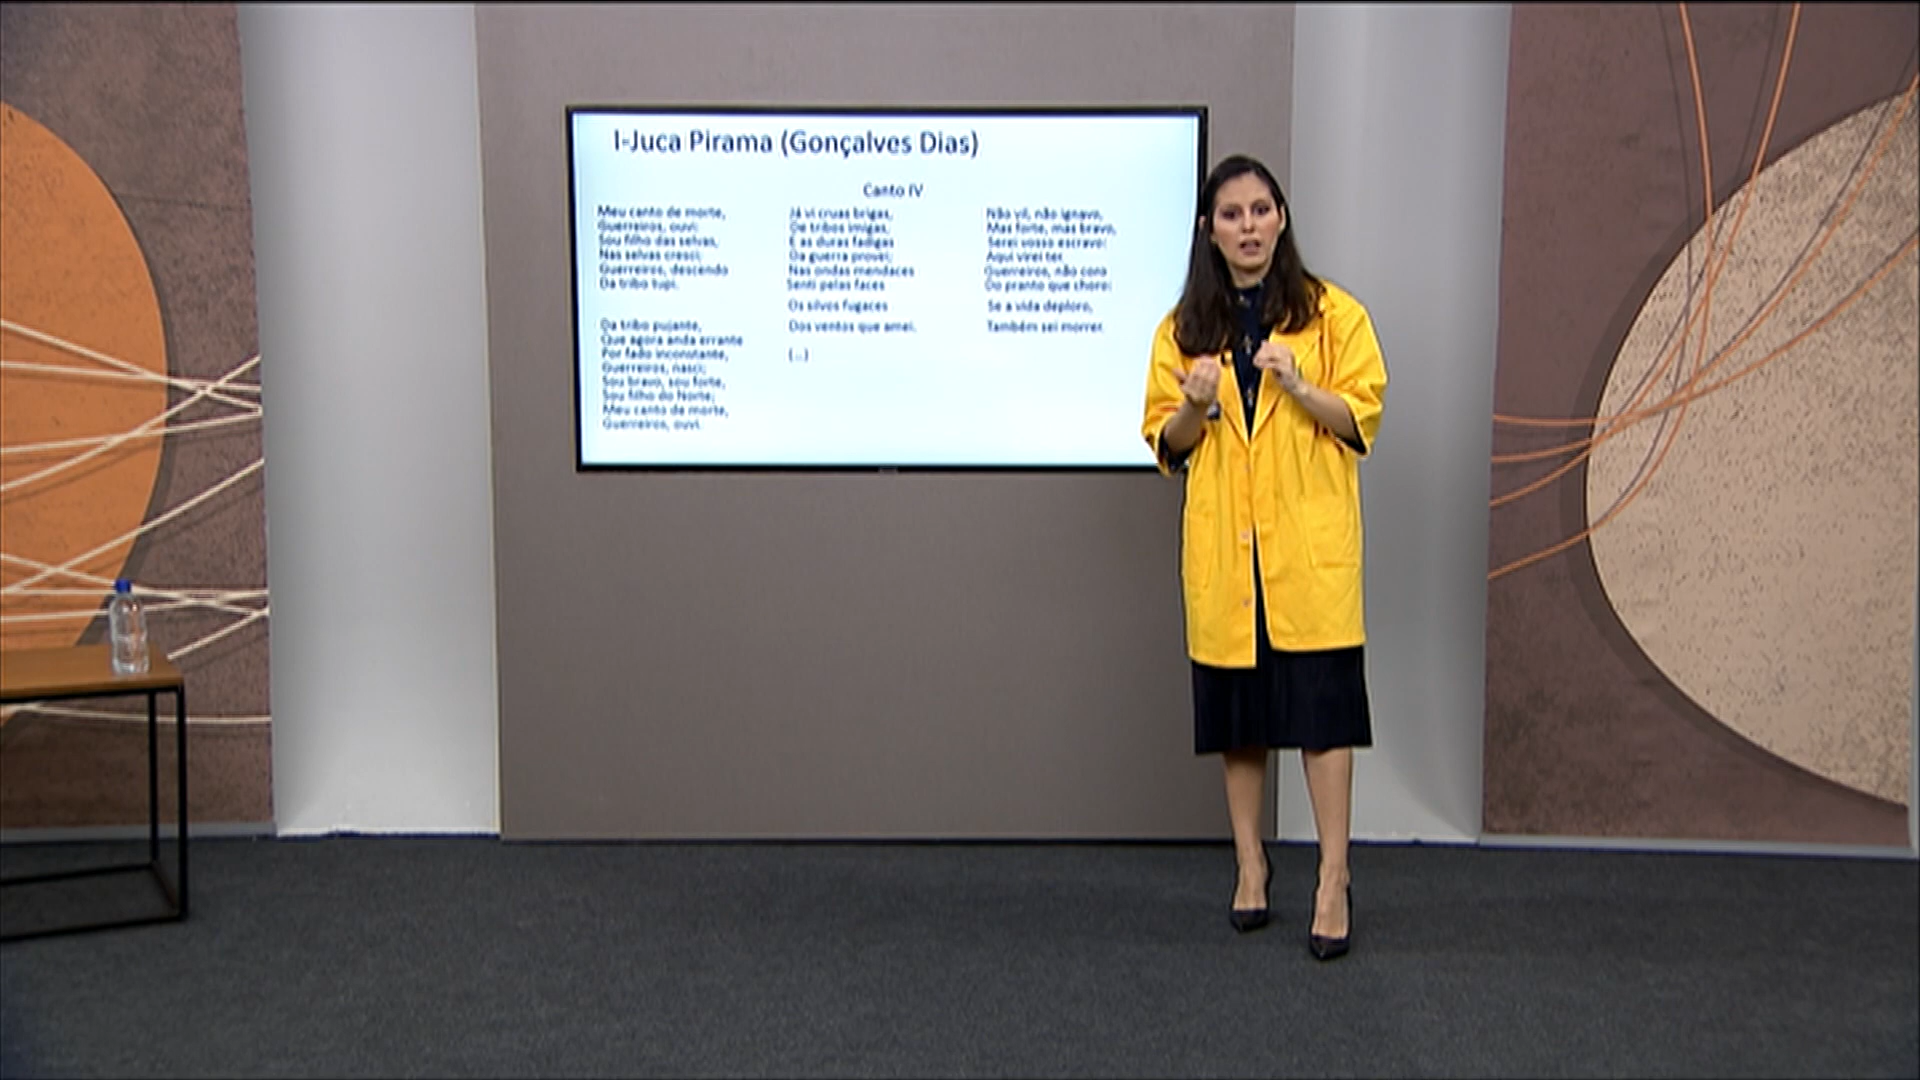 I-Juca Pirama (Gonçalves Dias)
Canto IV
Meu canto de morte,
Guerreiros, ouvi:
Sou filho das selvas,
Nas selvas cresci;
Guerreiros, descendo
Da tribo tupi.
Da tribo pujante,
Que agora anda errante
Por fado inconstante,
Guerreiros, nasci;
Sou bravo, sou forte,
Sou filho do Norte;
Meu canto de morte,
Guerreiros, ouvi.
Já vi cruas brigas,
De tribos imigas,
E as duras fadigas
Da guerra provei;
Nas ondas mendaces
Senti pelas faces
Os silvos fugaces
Dos ventos que amei.
(...)
Não vil, não ignavo,
Mas forte, mas bravo,
Serei vosso escravo:
Aqui virei ter.
Guerreiros, não coro
Do pranto que choro:
Se a vida deploro,
Também sei morrer.